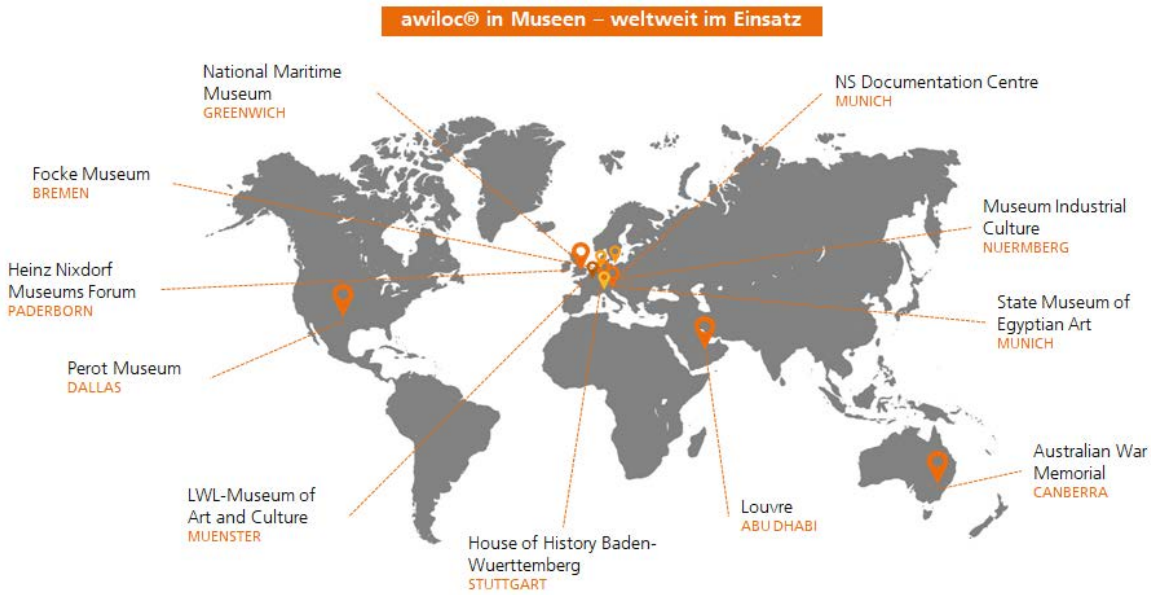 awiloc® in Museen – weltweit im Einsatz
National Maritime
Museum
GREENWICH
NS Documentation Centre
MUNICH
Focke Museum
BREMEN
Museum Industrial
Culture
NUERMBERG
Heinz Nixdorf
Museums Forum
PADERBORN
State Museum of
Egyptian Art
MUNICH
Perot Museum
DALLAS
Australian War
Memorial
CANBERRA
LWL-Museum of
Art and Culture
MUENSTER
Louvre
ABU DHABI
House of History Baden-
Wuerttemberg
STUTTGART